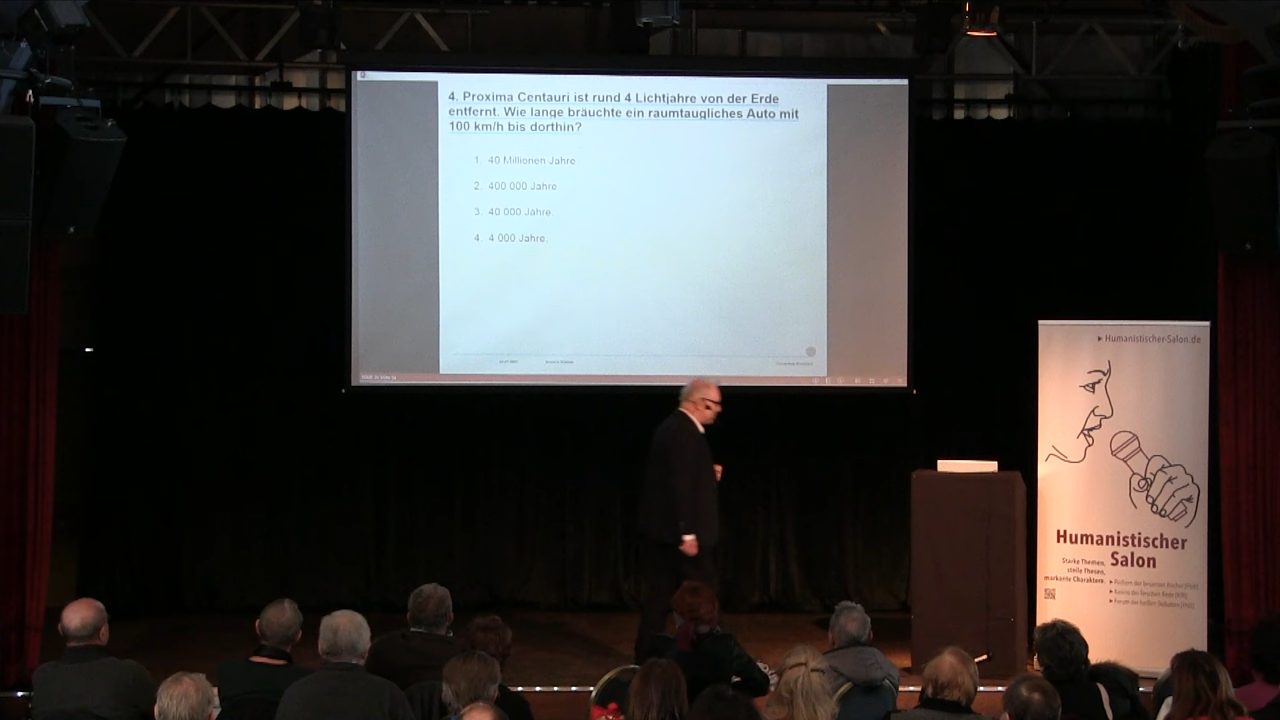 4. Proxima Centauri ist rund 4 Lichtjahre von der Erde
entfernt. Wie lange bräuchte ein raumtaugliches Auto mit
100 km/h bis dorthin?
1. 40 Millionen Jahre
2. 400 000 Jahre
3. 40 000 Jahre.
4. 4 000 Jahre.
▸ Humanistischer-Salon.de
Humanistischer
Salon
Starke Themen,
steile Thesen,
markante Charaktere.